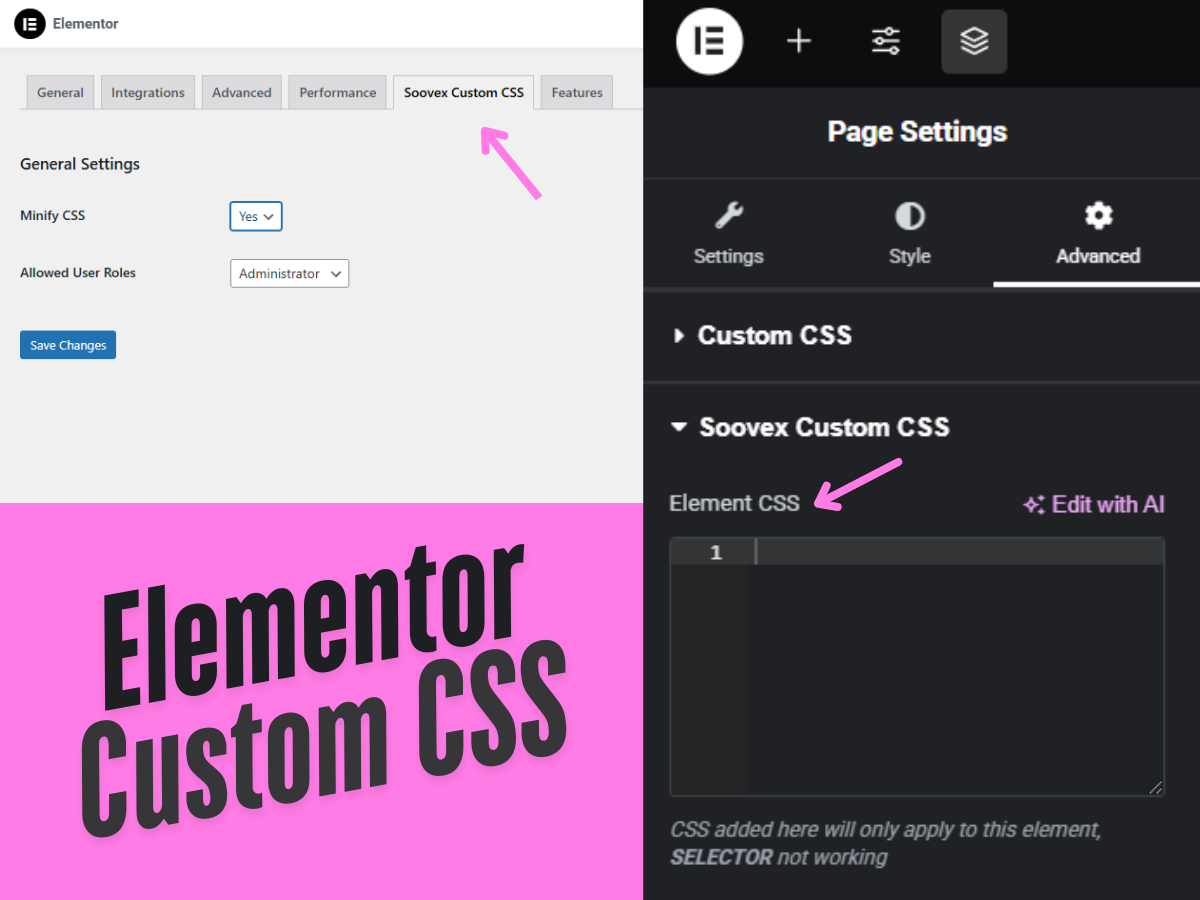 Elementor
General
Integrations
Advanced
Performance
Soovex Custom CSS
Features
General Settings
Minify CSS
Yes
Allowed User Roles
Administrator
Save Changes
Elementor
Custom CSS
Page Settings
Settings
Style
Advanced
Custom CSS
Soovex Custom CSS
Element CSS
Edit with AI
1
CSS added here will only apply to this element,
SELECTOR not working